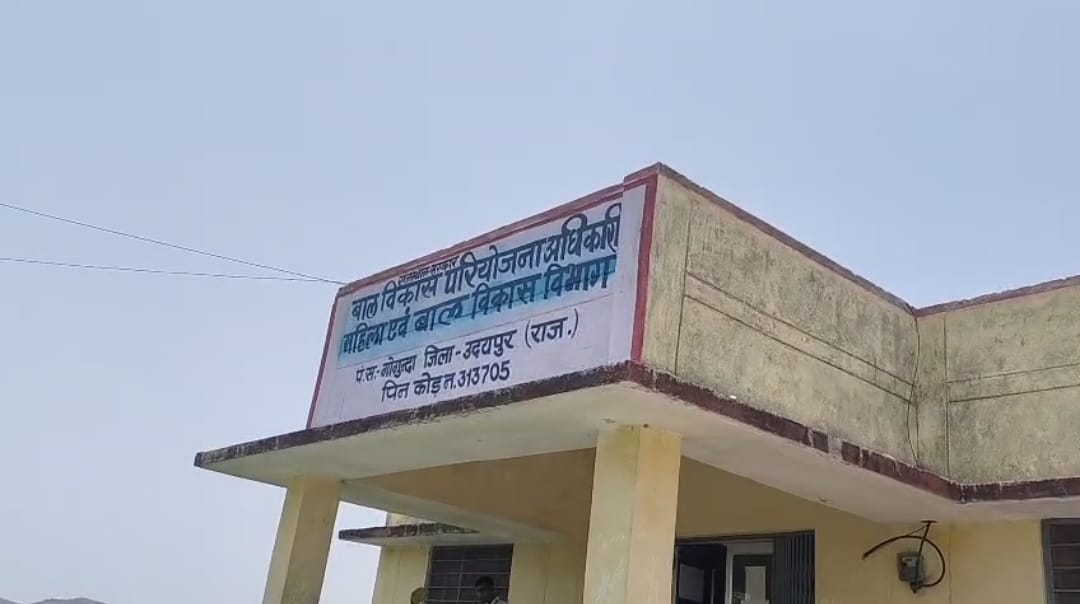 राजस्थान सरकार
बाल विकास परियोजना अधिकारी
महिला एवं बाल विकास विभाग
पं.स.-गोगुन्दा जिला-उदयपुर (राज.)
पिन कोड़ न.313705